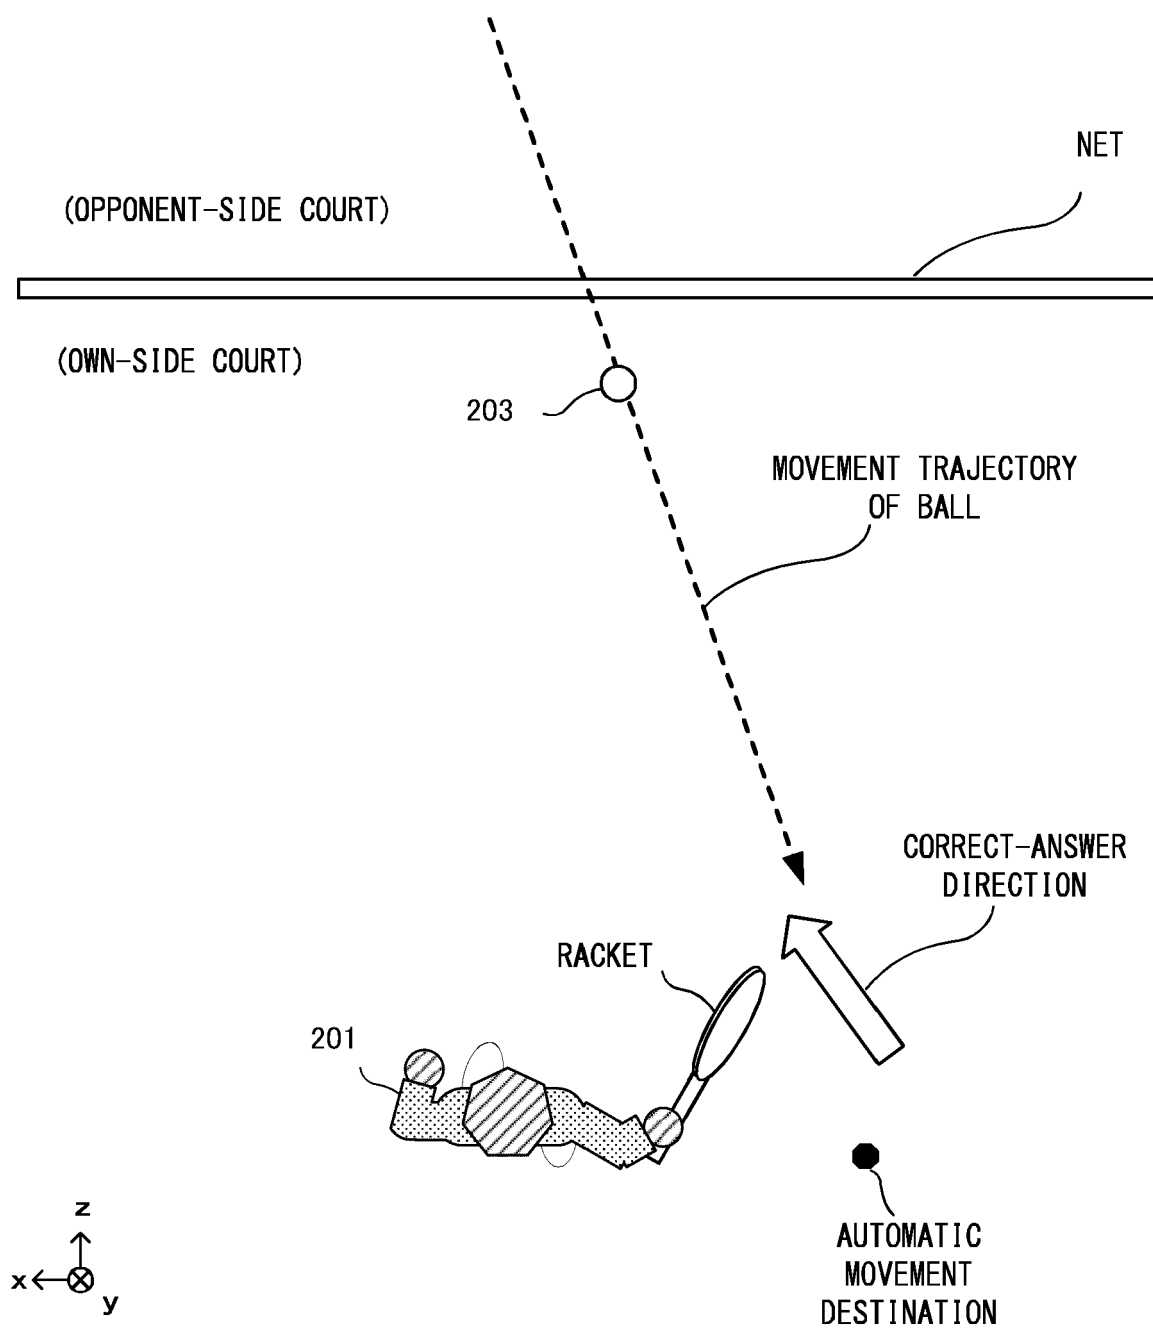 NET
(OPPONENT-SIDE COURT)
(OWN-SIDE COURT)
203
MOVEMENT TRAJECTORY
OF BALL
CORRECT-ANSWER
DIRECTION
RACKET
201
z
x
y
AUTOMATIC
MOVEMENT
DESTINATION